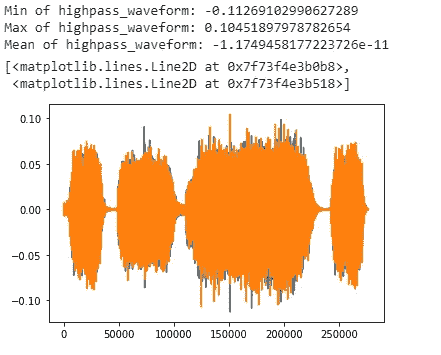 Min of highpass_waveform: -0.11269102990627289
Max of highpass_waveform: 0.10451897978782654
Mean of highpass_waveform: -1.1749458177223726e-11
[<matplotlib.lines.Line2D at 0x7f73f4e3b0b8>,
<matplotlib.lines.Line2D at 0x7f73f4e3b518>]
0.10
0.05
0.00
-0.05
-0.10
0 50000 100000 150000 200000 250000